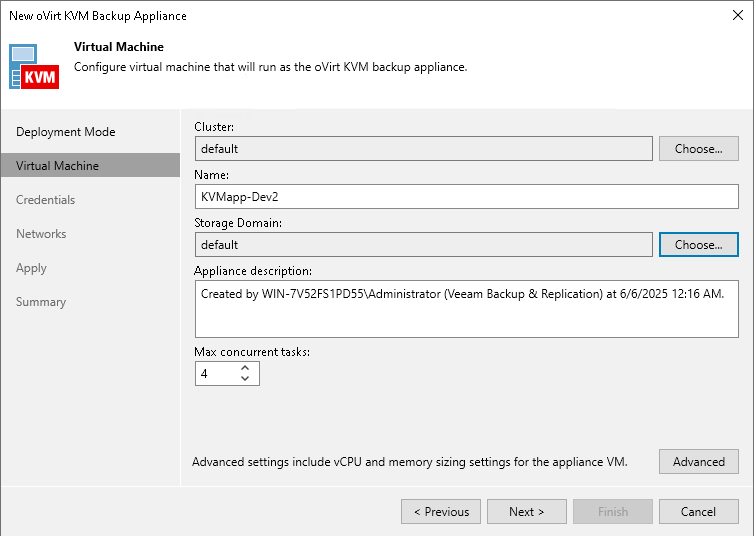 New oVirt KVM Backup Appliance
KVM
Virtual Machine
Configure virtual machine that will run as the oVirt KVM backup appliance.
Deployment Mode
Virtual Machine
Credentials
Networks
Apply
Summary
Cluster:
default
Choose...
Name:
KVMapp-Dev2
Storage Domain:
default
Choose...
Appliance description:
Created by WIN-7V52FS1PD55\Administrator (Veeam Backup & Replication) at 6/6/2025 12:16 AM.
Max concurrent tasks:
4
Advanced settings include vCPU and memory sizing settings for the appliance VM.
Advanced
< Previous
Next >
Finish
Cancel